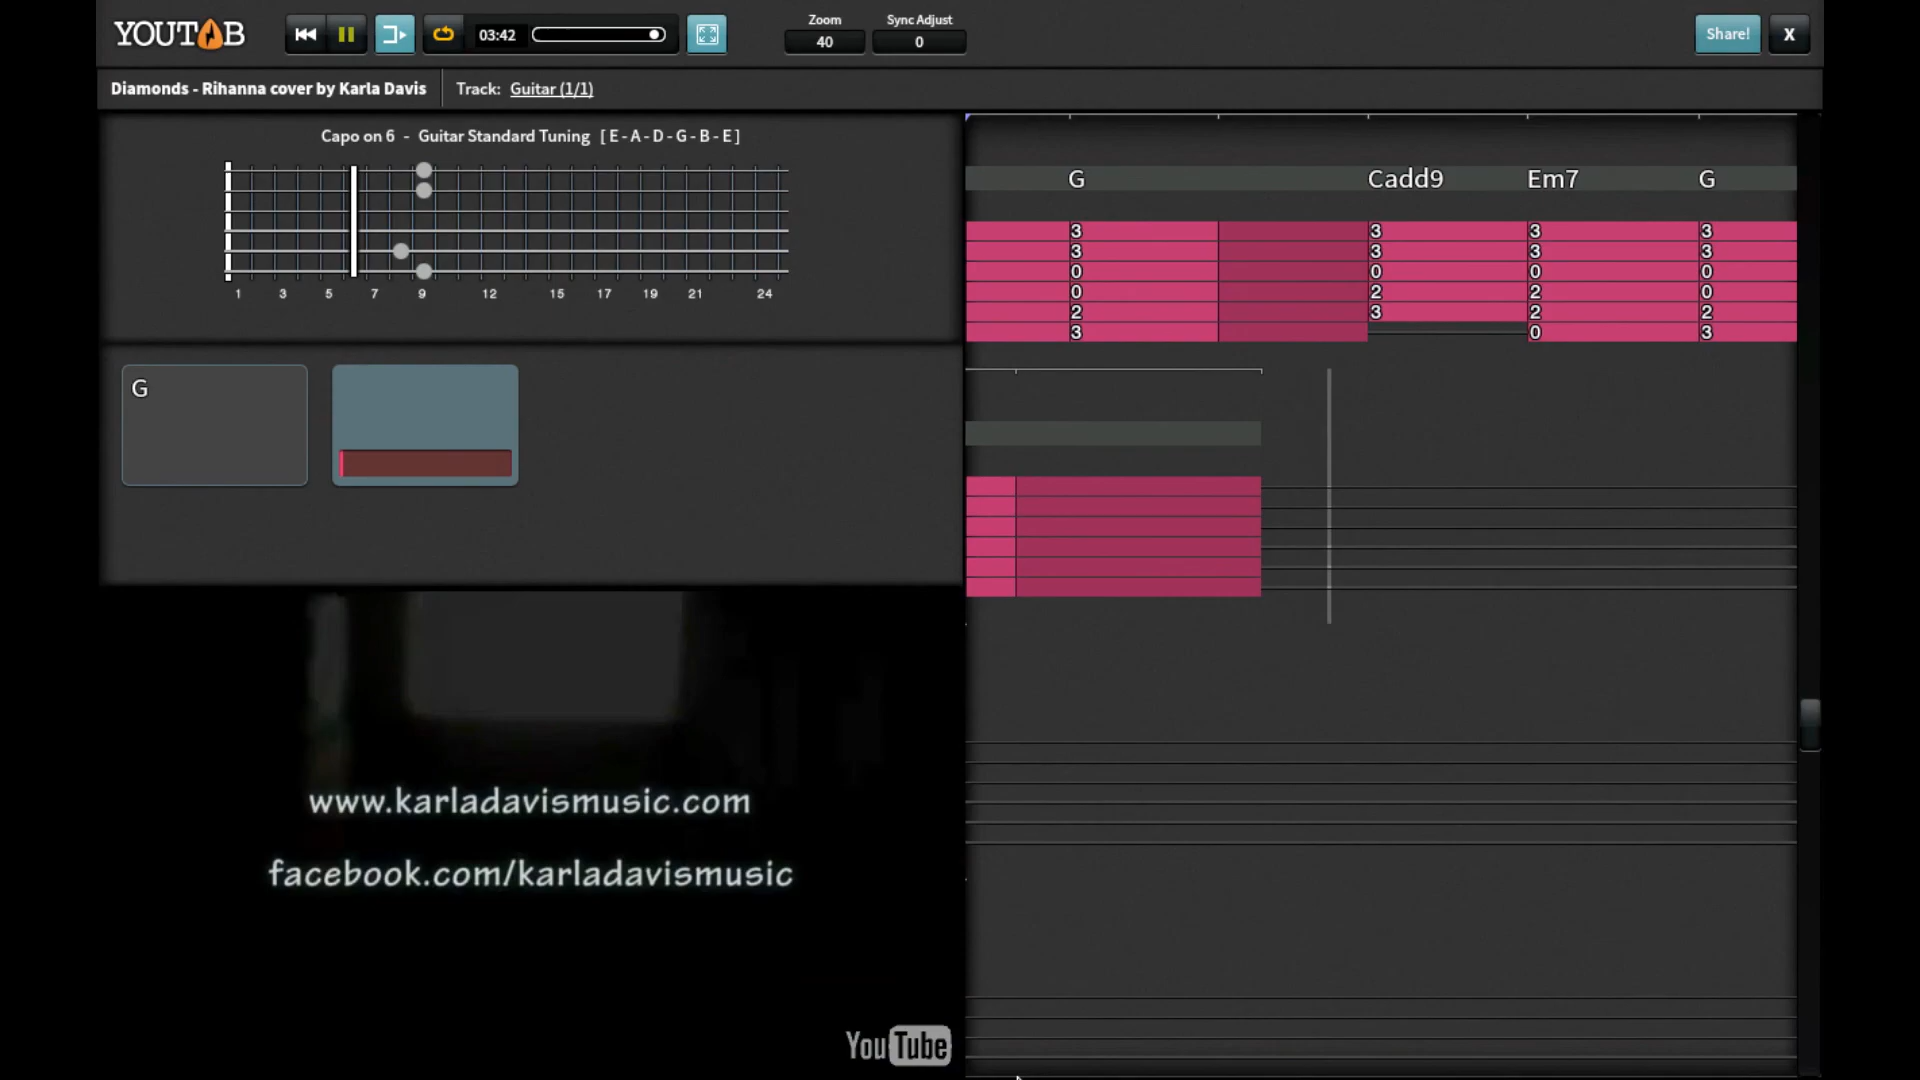 YOUTAB
03:42
Zoom
40
Sync Adjust
0
Share!
X
Diamonds - Rihanna cover by Karla Davis
Track: Guitar (1/1)
Capo on 6 - Guitar Standard Tuning [ E - A - D - G - B - E ]
1 3 5 7 9 12 15 17 19 21 24
G
G Cadd9 Em7 G
3 3 3 3
3 3 3 3
0 0 0 0
0 2 2 0
2 3 2 2
3 0 3
www.karladavismusic.com
facebook.com/karladavismusic
YouTube